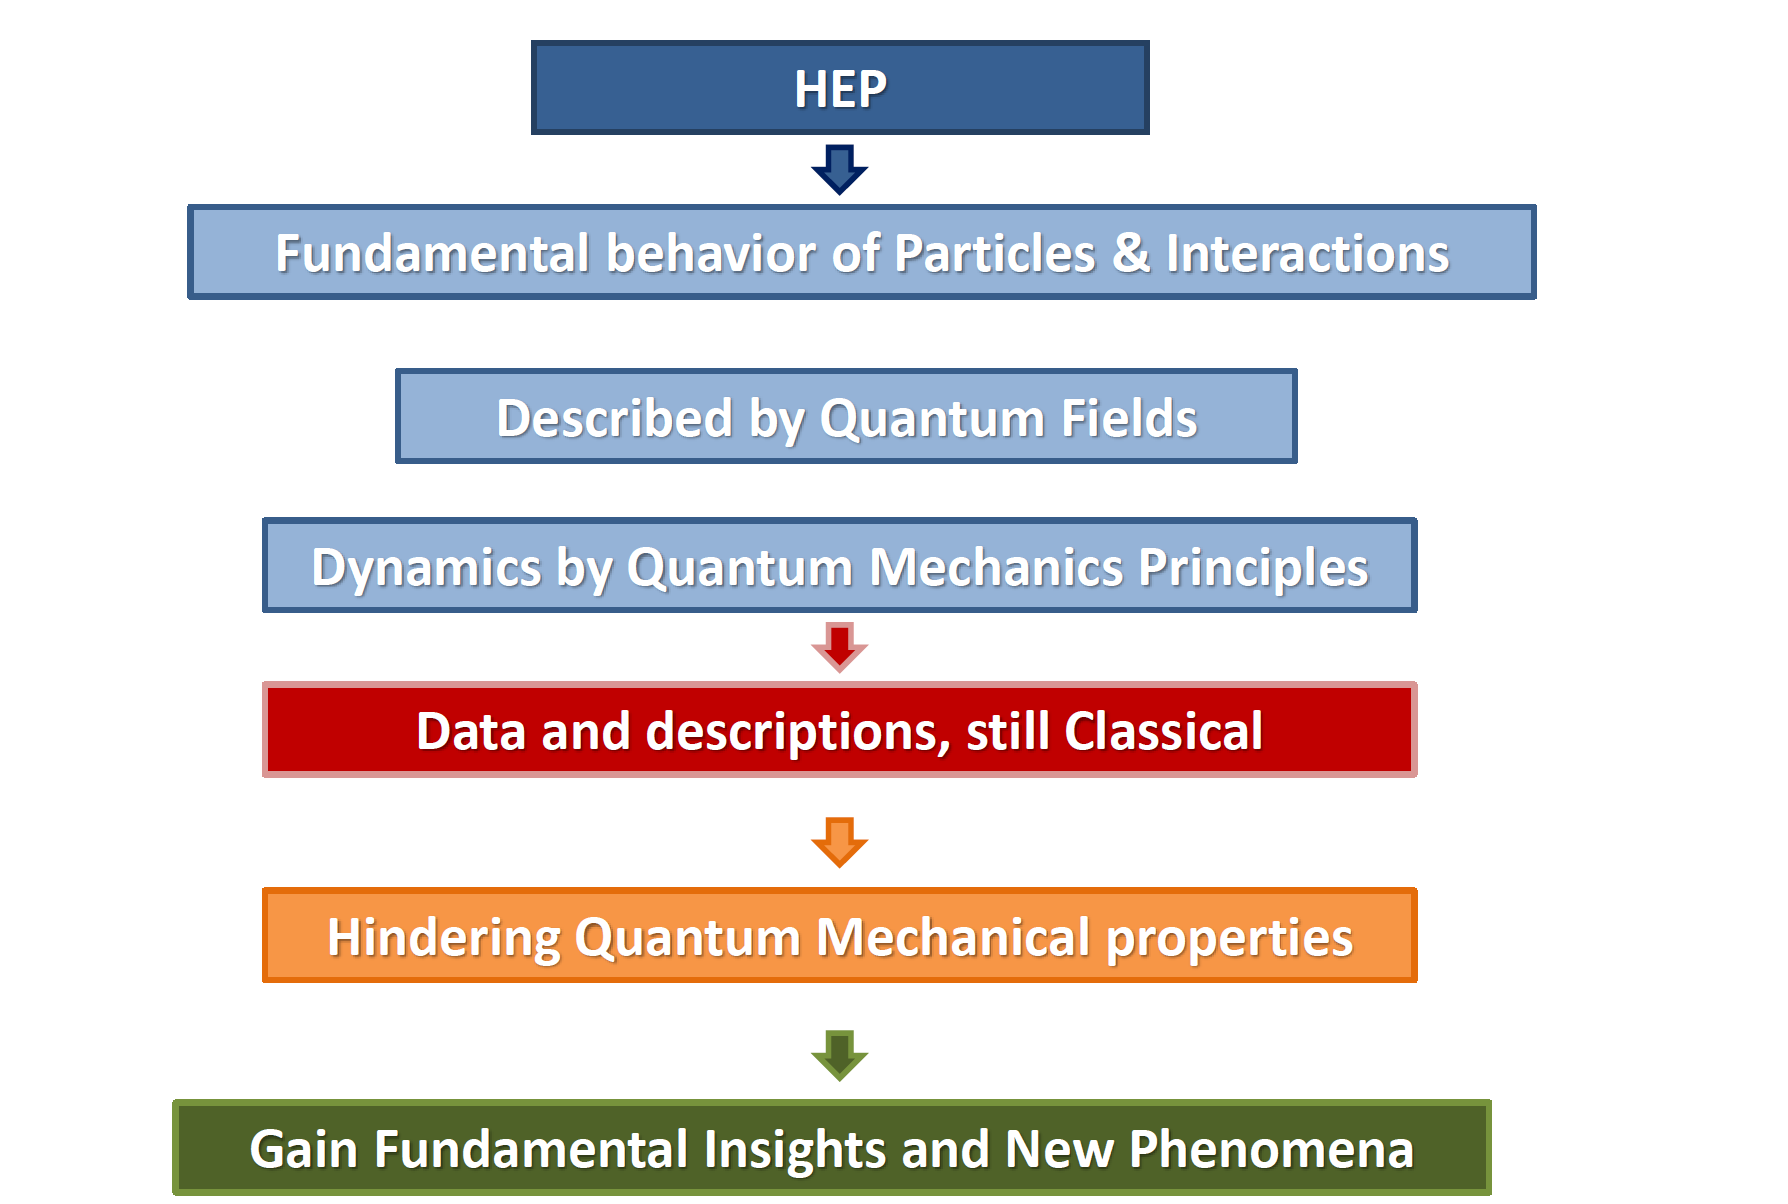 HEP
Fundamental behavior of Particles & Interactions
Described by Quantum Fields
Dynamics by Quantum Mechanics Principles
Data and descriptions, still Classical
Hindering Quantum Mechanical properties
Gain Fundamental Insights and New Phenomena